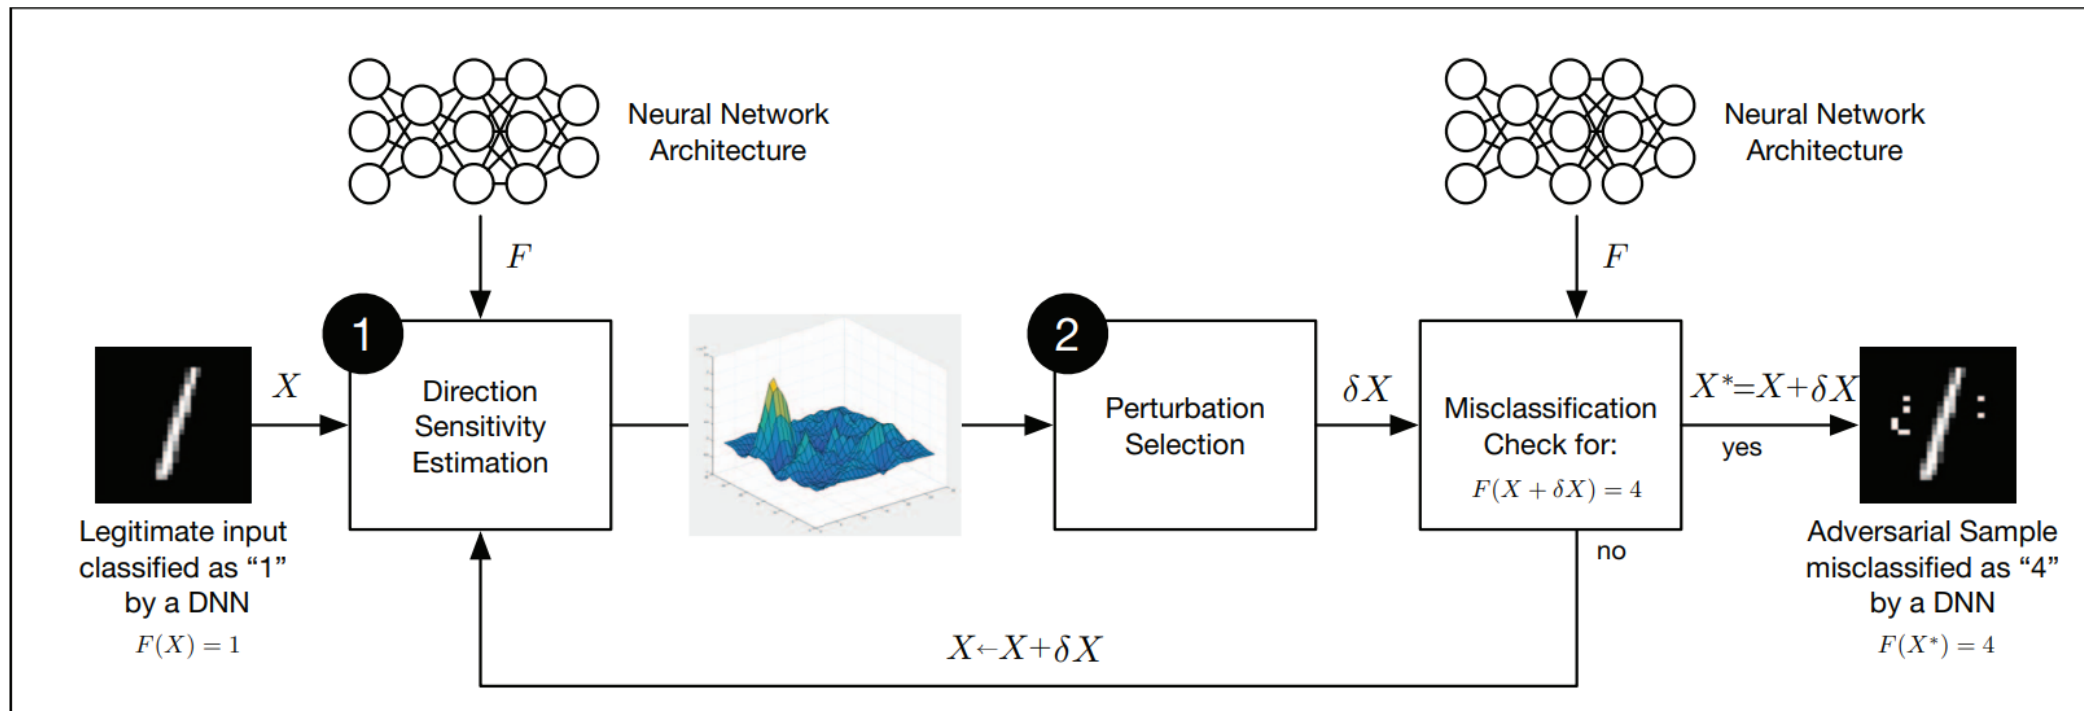 Neural Network
Architecture
Neural Network
Architecture
F
F
1
2
X
Direction
Sensitivity
Estimation
Perturbation
Selection
δX
Misclassification
Check for:
F(X + δX) = 4
X*=X+δX
yes
no
Legitimate input
classified as “1”
by a DNN
F(X) = 1
Adversarial Sample
misclassified as “4”
by a DNN
F(X*) = 4
X←X+δX